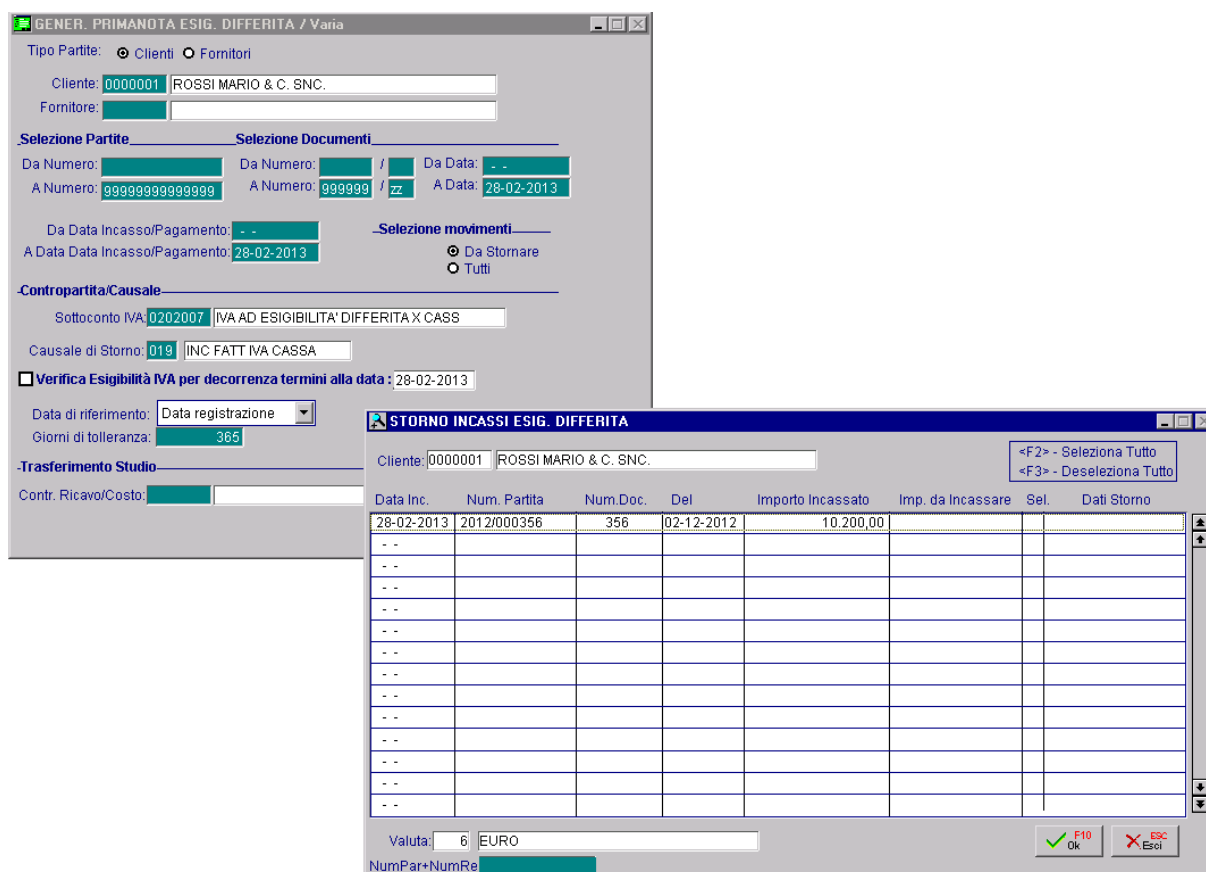 GENER. PRIMANOTA ESIG. DIFFERITA / Varia
Tipo Partite: Clienti Fornitori
Cliente: 0000001 ROSSI MARIO & C. SNC.
Fornitore:
Selezione Partite Selezione Documenti
Da Numero: Da Numero: / Da Data: - -
A Numero: 99999999999999 A Numero: 999999 / zz A Data: 28-02-2013
Da Data Incasso/Pagamento: - - Selezione movimenti
A Data Data Incasso/Pagamento: 28-02-2013 Da Stornare
Tutti
Contropartita/Causale
Sottoconto IVA: 0202007 IVA AD ESIGIBILITA' DIFFERITA X CASS
Causale di Storno: 019 INC FATT IVA CASSA
Verifica Esigibilità IVA per decorrenza termini alla data : 28-02-2013
Data di riferimento: Data registrazione
Giorni di tolleranza: 365
Trasferimento Studio
Contr. Ricavo/Costo:
STORNO INCASSI ESIG. DIFFERITA
Cliente: 0000001 ROSSI MARIO & C. SNC.
<F2> - Seleziona Tutto
<F3> - Deseleziona Tutto
Data Inc. Num. Partita Num.Doc. Del Importo Incassato Imp. da Incassare Sel. Dati Storno
28-02-2013 2012/000356 356 02-12-2012 10.200,00
- -
- -
- -
- -
- -
- -
- -
- -
- -
- -
- -
- -
- -
Valuta: 6 EURO
F10 Ok
ESC Esci
NumPar+NumRe